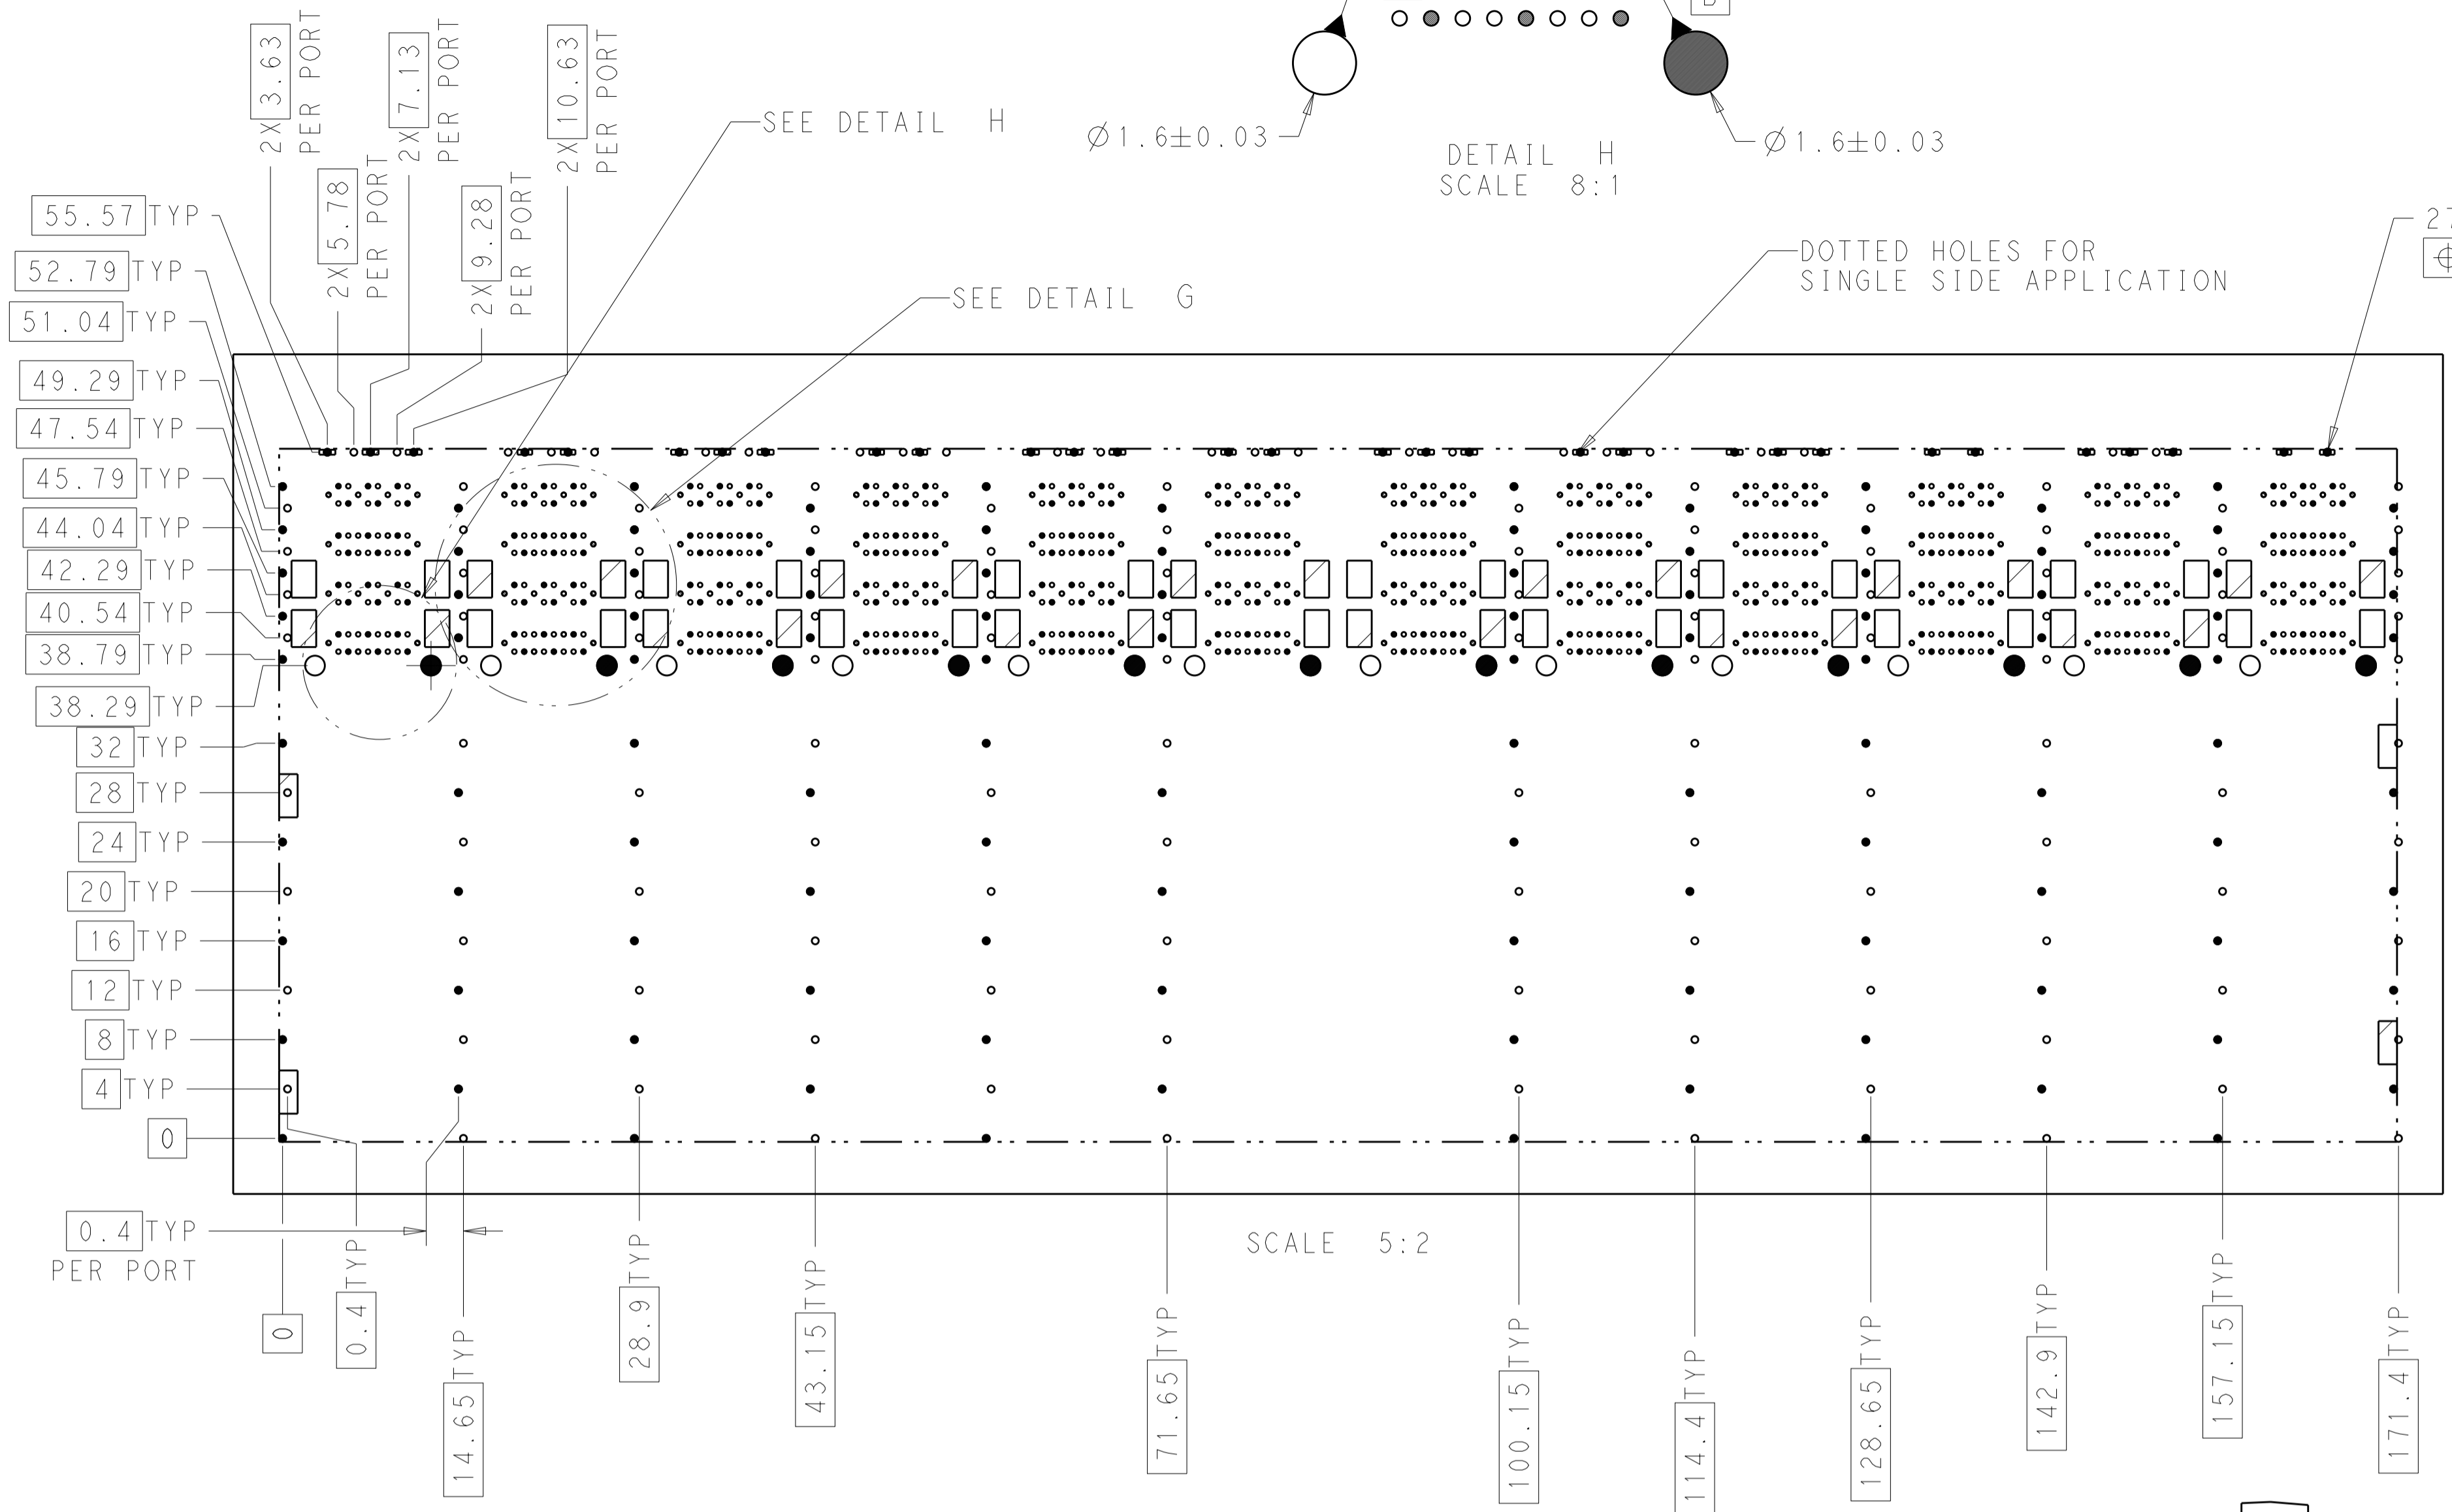 2X 3.63
PER PORT
2X 5.78
PER PORT
2X 7.13
PER PORT
2X 9.28
PER PORT
2X 10.63
PER PORT
SEE DETAIL H
Ø1.6±0.03
DETAIL H
SCALE 8:1
Ø1.6±0.03
SEE DETAIL G
DOTTED HOLES FOR
SINGLE SIDE APPLICATION
55.57 TYP
52.79 TYP
51.04 TYP
49.29 TYP
47.54 TYP
45.79 TYP
44.04 TYP
42.29 TYP
40.54 TYP
38.79 TYP
38.29 TYP
32 TYP
28 TYP
24 TYP
20 TYP
16 TYP
12 TYP
8 TYP
4 TYP
0
0.4 TYP
PER PORT
SCALE 5:2
0
0.4 TYP
14.65 TYP
28.9 TYP
43.15 TYP
71.65 TYP
100.15 TYP
114.4 TYP
128.65 TYP
142.9 TYP
157.15 TYP
171.4 TYP